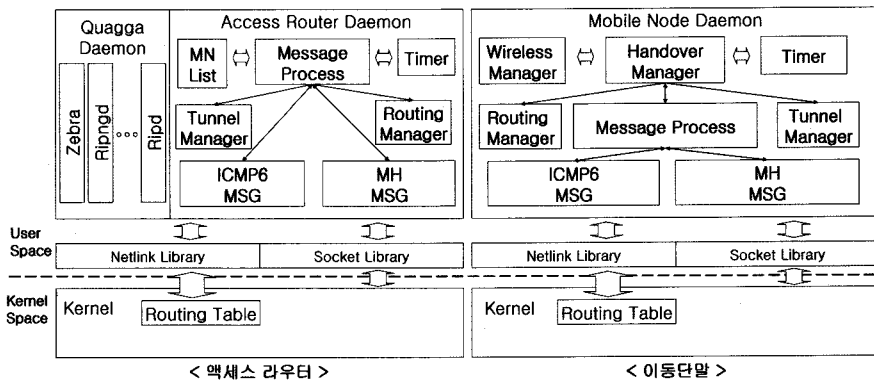 Quagga
Daemon
Zebra
Ripngd
Ripd
Access Router Daemon
MN
List
Message
Process
Timer
Tunnel
Manager
Routing
Manager
ICMP6
MSG
MH
MSG
Mobile Node Daemon
Wireless
Manager
Handover
Manager
Timer
Routing
Manager
Message Process
Tunnel
Manager
ICMP6
MSG
MH
MSG
User
Space
Netlink Library
Socket Library
Netlink Library
Socket Library
Kernel
Space
Kernel
Routing Table
Kernel
Routing Table
< 액세스 라우터 >
< 이동단말 >